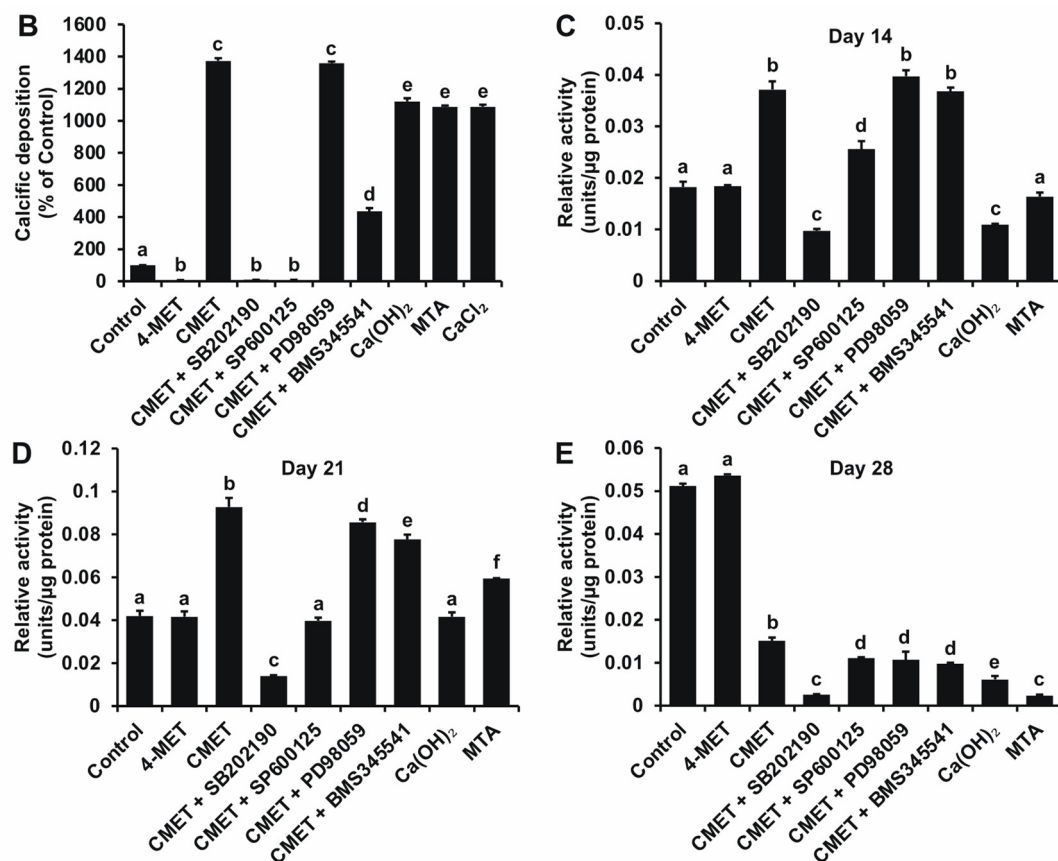 B
Calcific deposition
(% of Control)
1600
1400
1200
1000
800
600
400
200
0
a
b
c
b
b
c
d
e
e
e
Control
4-MET
CMET
CMET + SB202190
CMET + SP600125
CMET + PD98059
CMET + BMS345541
Ca(OH)₂
MTA
CaCl₂
C
Day 14
Relative activity
(units/µg protein)
0.05
0.04
0.03
0.02
0.01
0
a
a
b
c
d
b
b
c
a
Control
4-MET
CMET
CMET + SB202190
CMET + SP600125
CMET + PD98059
CMET + BMS345541
Ca(OH)₂
MTA
D
Day 21
Relative activity
(units/µg protein)
0.12
0.1
0.08
0.06
0.04
0.02
0
a
a
b
c
a
d
e
a
f
Control
4-MET
CMET
CMET + SB202190
CMET + SP600125
CMET + PD98059
CMET + BMS345541
Ca(OH)₂
MTA
E
Day 28
Relative activity
(units/µg protein)
0.06
0.05
0.04
0.03
0.02
0.01
0
a
a
b
c
d
d
d
e
c
Control
4-MET
CMET
CMET + SB202190
CMET + SP600125
CMET + PD98059
CMET + BMS345541
Ca(OH)₂
MTA